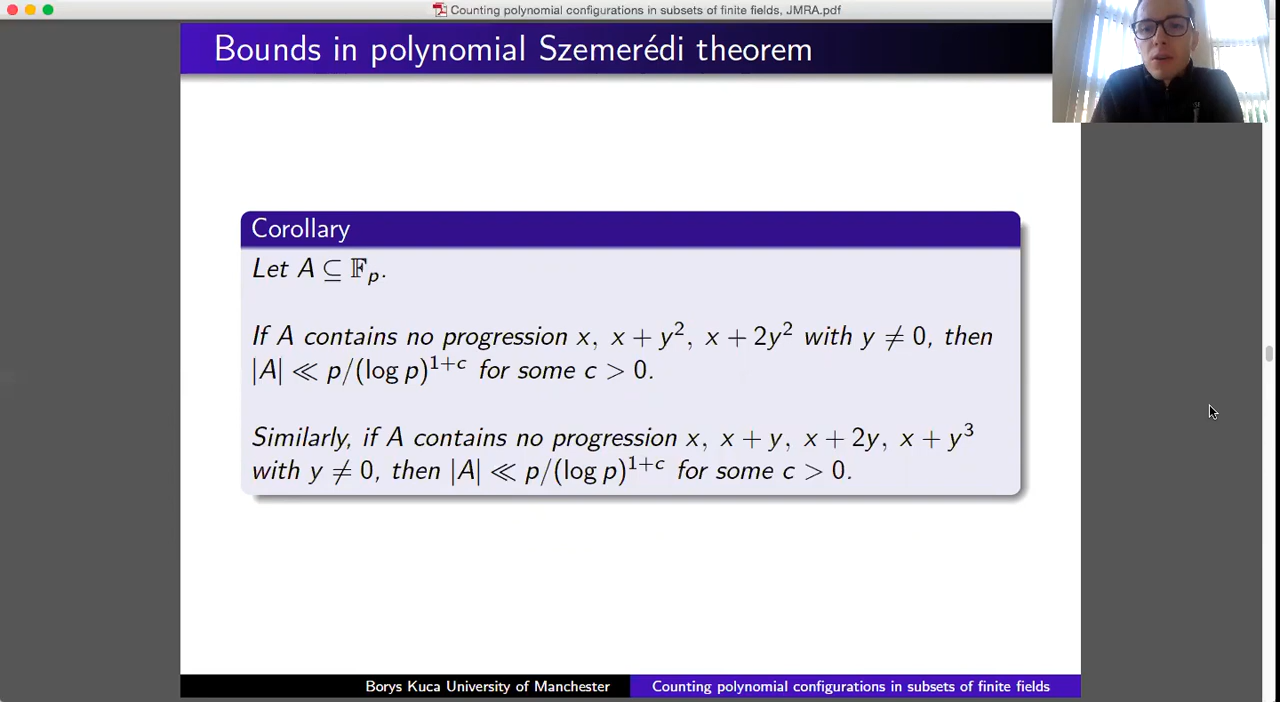 Counting polynomial configurations in subsets of finite fields, JMRA.pdf
Bounds in polynomial Szemerédi theorem
Corollary
Let A ⊆ 𝔽ₚ.
If A contains no progression x, x + y², x + 2y² with y ≠ 0, then
|A| ≪ p/(log p)¹⁺ᶜ for some c > 0.
Similarly, if A contains no progression x, x + y, x + 2y, x + y³
with y ≠ 0, then |A| ≪ p/(log p)¹⁺ᶜ for some c > 0.
Borys Kuca University of Manchester
Counting polynomial configurations in subsets of finite fields